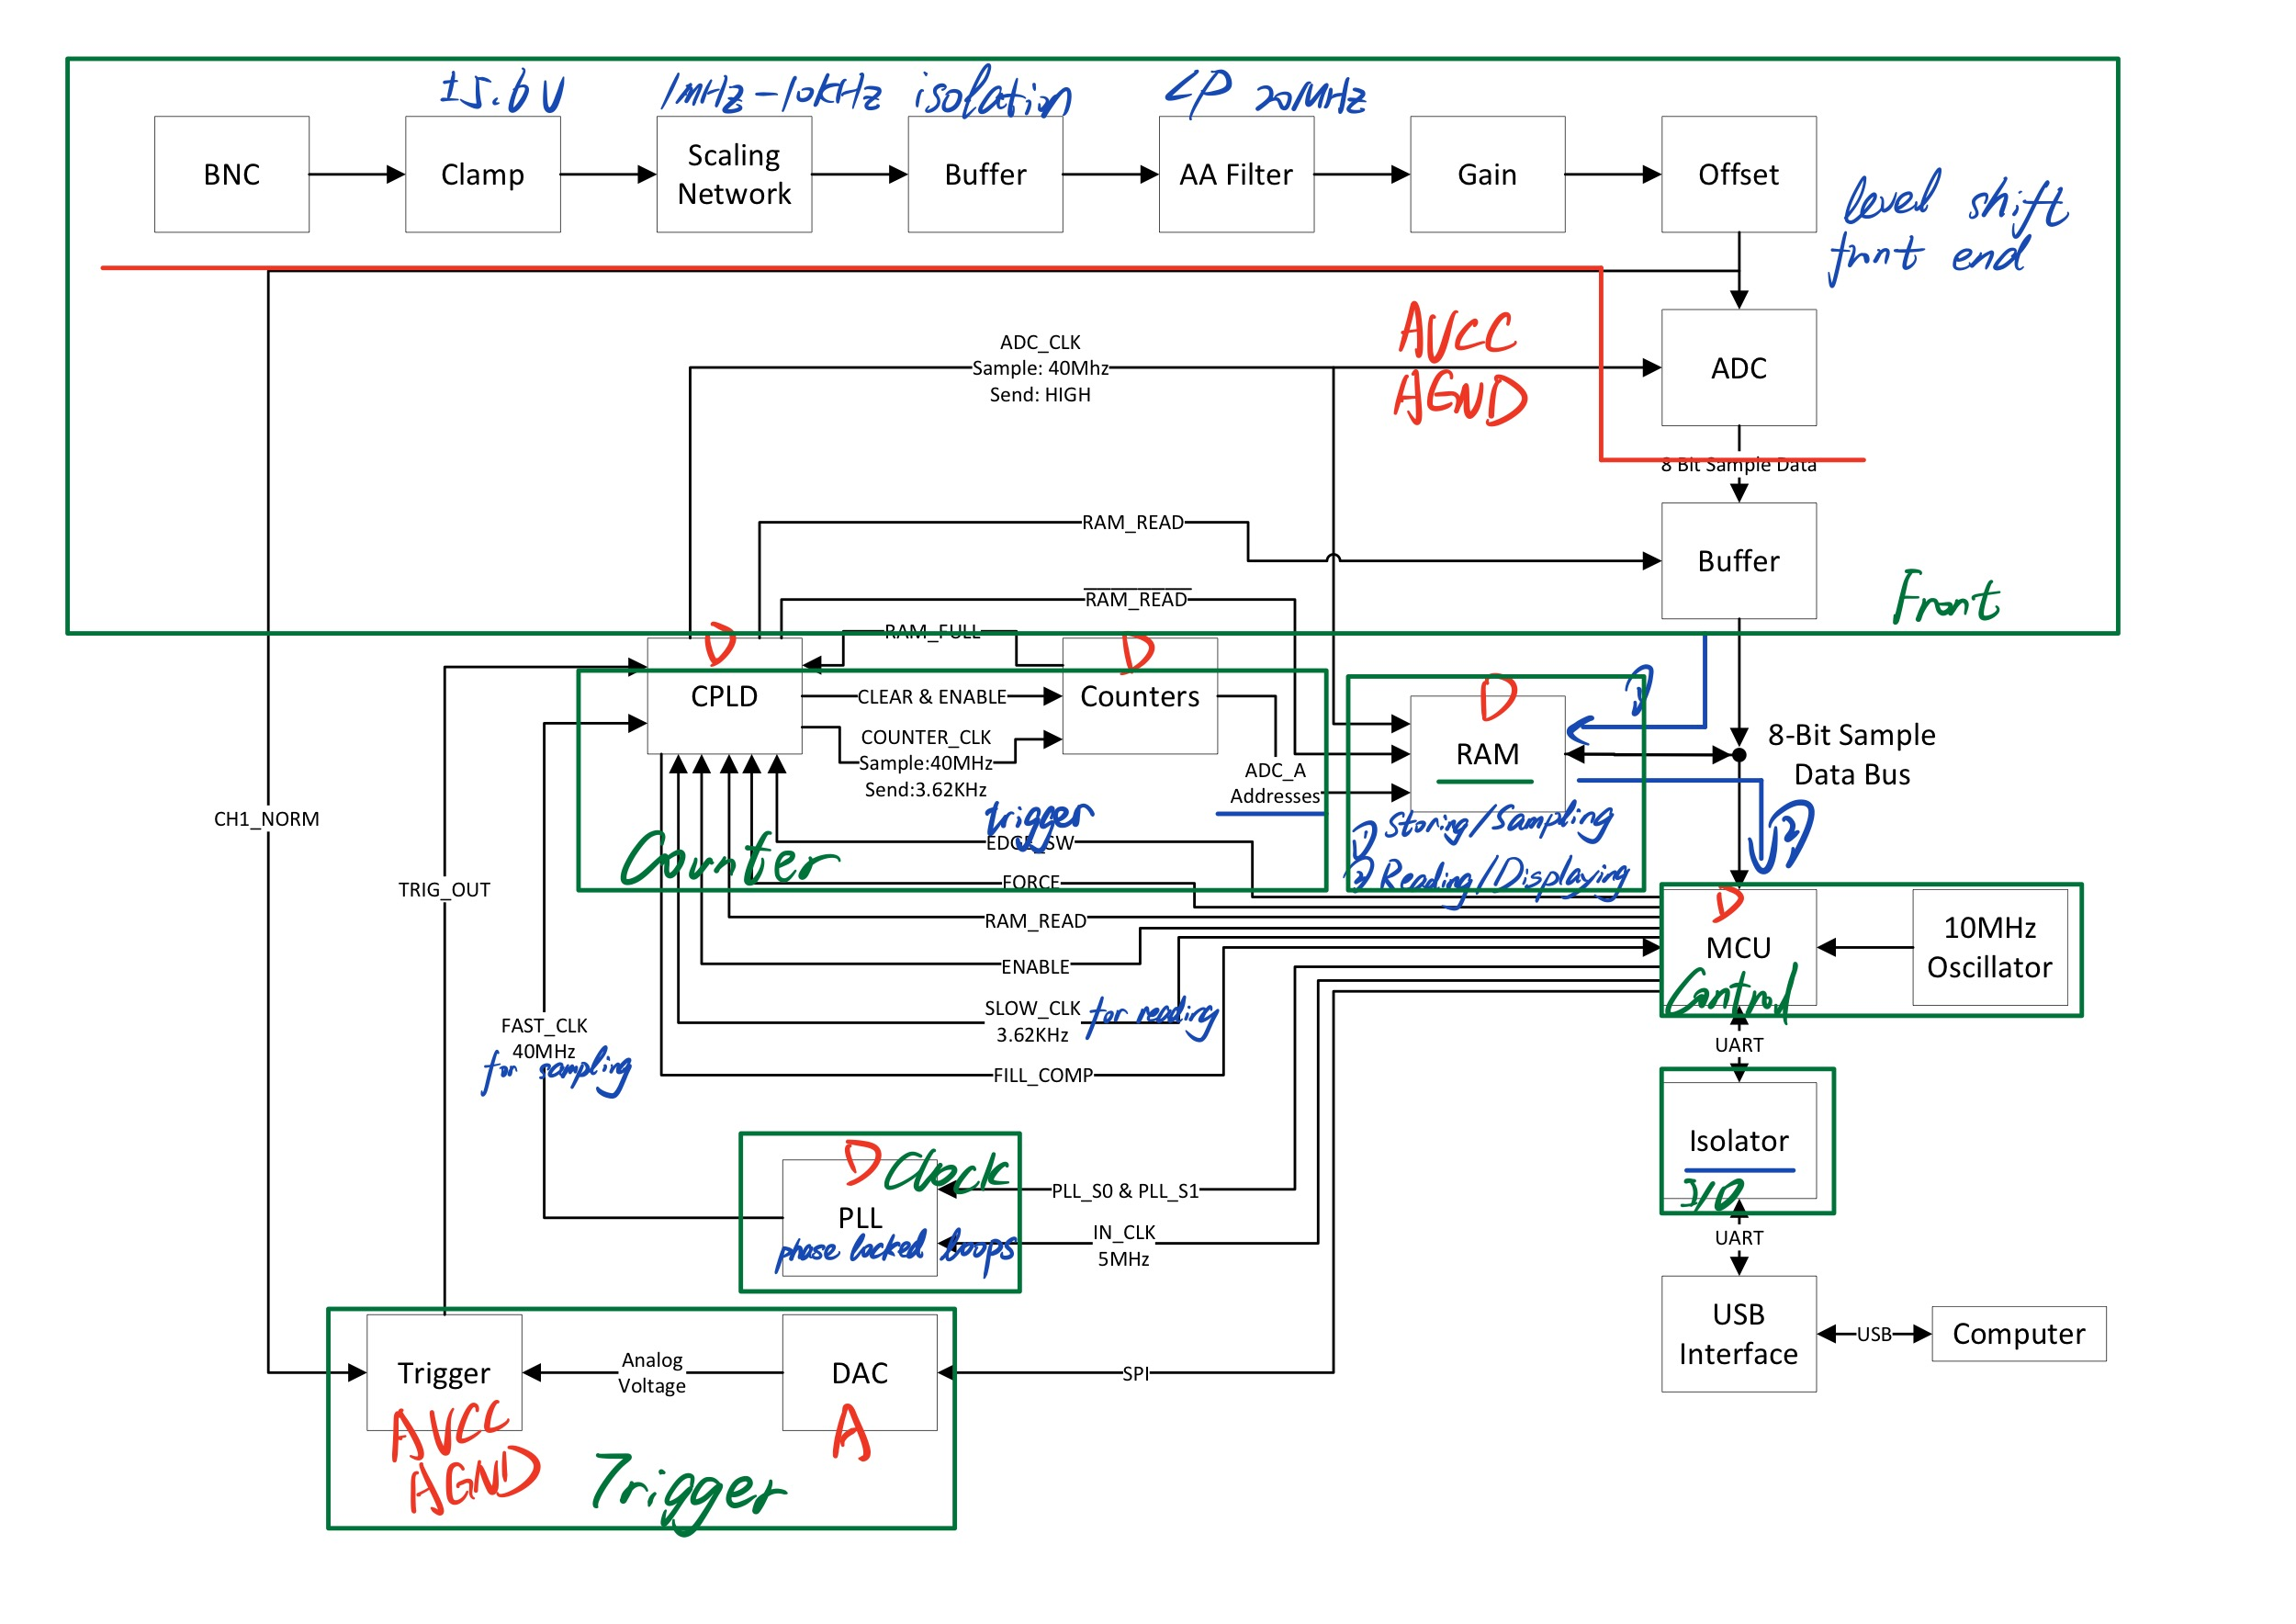 ±5.6V
1MHz-10kHz
isolation
LP 20MHz
BNC
Clamp
Scaling
Network
Buffer
AA Filter
Gain
Offset
level shift
front end
AVCC
AGND
ADC_CLK
Sample: 40Mhz
Send: HIGH
ADC
8 Bit Sample Data
RAM_READ
Buffer
Front
RAM_READ
RAM_FULL
D
D
D
CPLD
CLEAR & ENABLE
Counters
COUNTER_CLK
Sample:40MHz
Send:3.62KHz
ADC_A
Addresses
RAM
1)
8-Bit Sample
Data Bus
2)
1) Storing/Sampling
2) Reading/Displaying
CH1_NORM
trigger
EDGE_SW
Counter
FORCE
TRIG_OUT
RAM_READ
ENABLE
SLOW_CLK
3.62KHz
for reading
FAST_CLK
40MHz
for sampling
FILL_COMP
D
MCU
Control
10MHz
Oscillator
UART
Isolator
I/O
UART
D
Clock
PLL
phase locked loops
PLL_S0 & PLL_S1
IN_CLK
5MHz
USB
Interface
USB
Computer
Trigger
Analog
Voltage
DAC
SPI
AVCC
AGND
A
Trigger